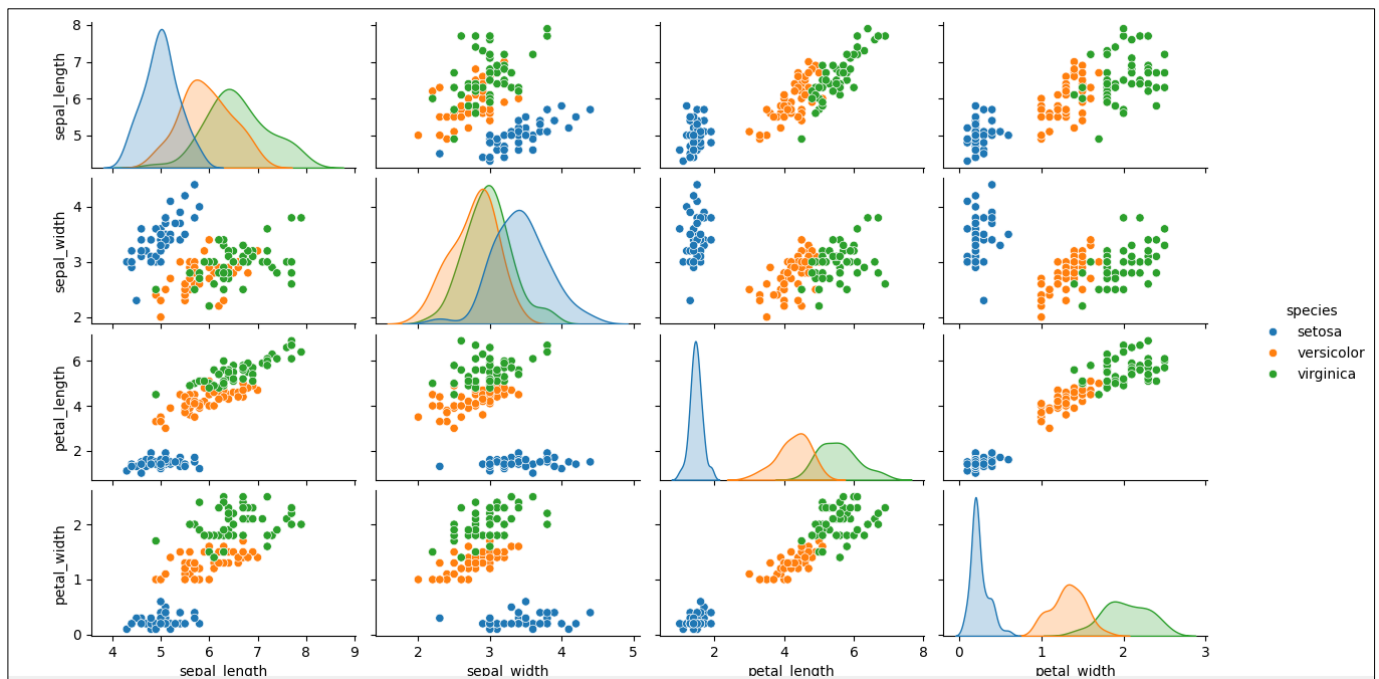 sepal_length
8
7
6
5
sepal_width
4
3
2
petal_length
6
4
2
petal_width
2
1
0
4 5 6 7 8 9
sepal_length
2 3 4 5
sepal_width
2 4 6 8
petal_length
0 1 2 3
petal_width
species
setosa
versicolor
virginica